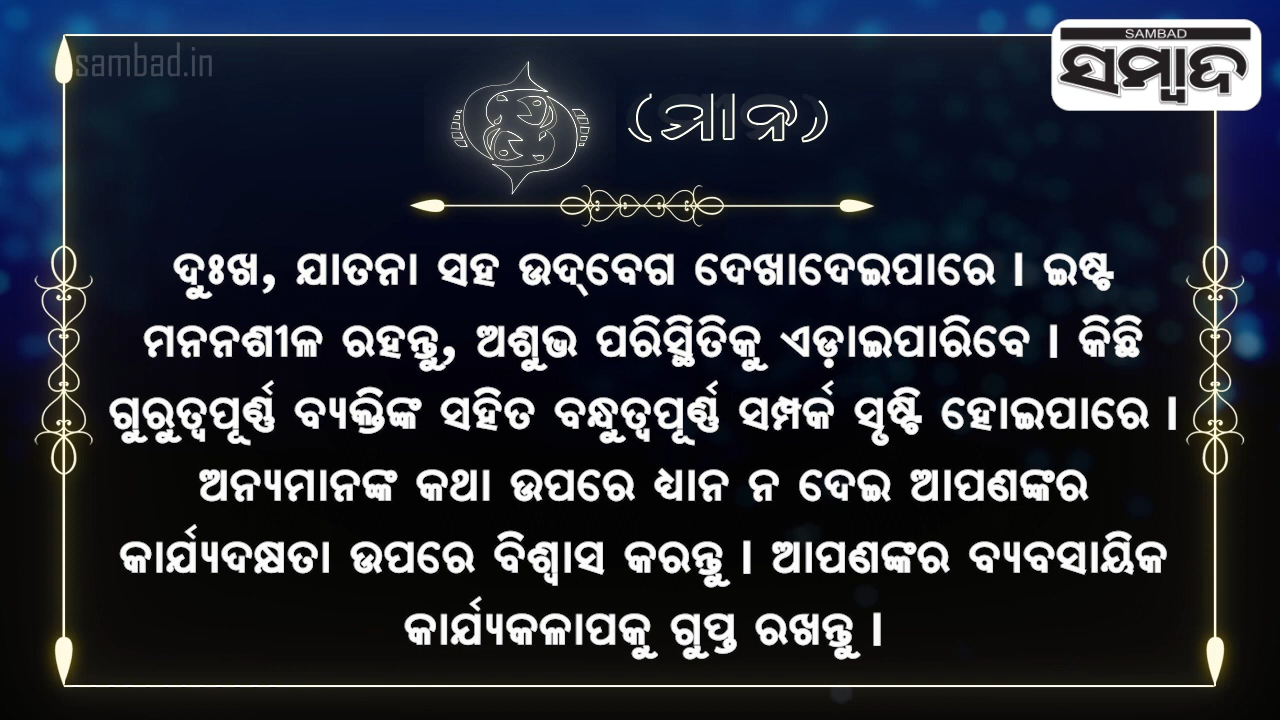 sambad.in
SAMBAD
ସମ୍ବାଦ
(ମୀନ)
ଦୁଃଖ, ଯାତନା ସହ ଉଦ୍‌ବେଗ ଦେଖାଦେଇପାରେ । ଇଷ୍ଟ
ମନନଶୀଳ ରହନ୍ତୁ, ଅଶୁଭ ପରିସ୍ଥିତିକୁ ଏଡ଼ାଇପାରିବେ । କିଛି
ଗୁରୁତ୍ୱପୂର୍ଣ୍ଣ ବ୍ୟକ୍ତିଙ୍କ ସହିତ ବନ୍ଧୁତ୍ୱପୂର୍ଣ୍ଣ ସମ୍ପର୍କ ସୃଷ୍ଟି ହୋଇପାରେ ।
ଅନ୍ୟମାନଙ୍କ କଥା ଉପରେ ଧ୍ୟାନ ନ ଦେଇ ଆପଣଙ୍କର
କାର୍ଯ୍ୟଦକ୍ଷତା ଉପରେ ବିଶ୍ୱାସ କରନ୍ତୁ । ଆପଣଙ୍କର ବ୍ୟବସାୟିକ
କାର୍ଯ୍ୟକଳାପକୁ ଗୁପ୍ତ ରଖନ୍ତୁ ।